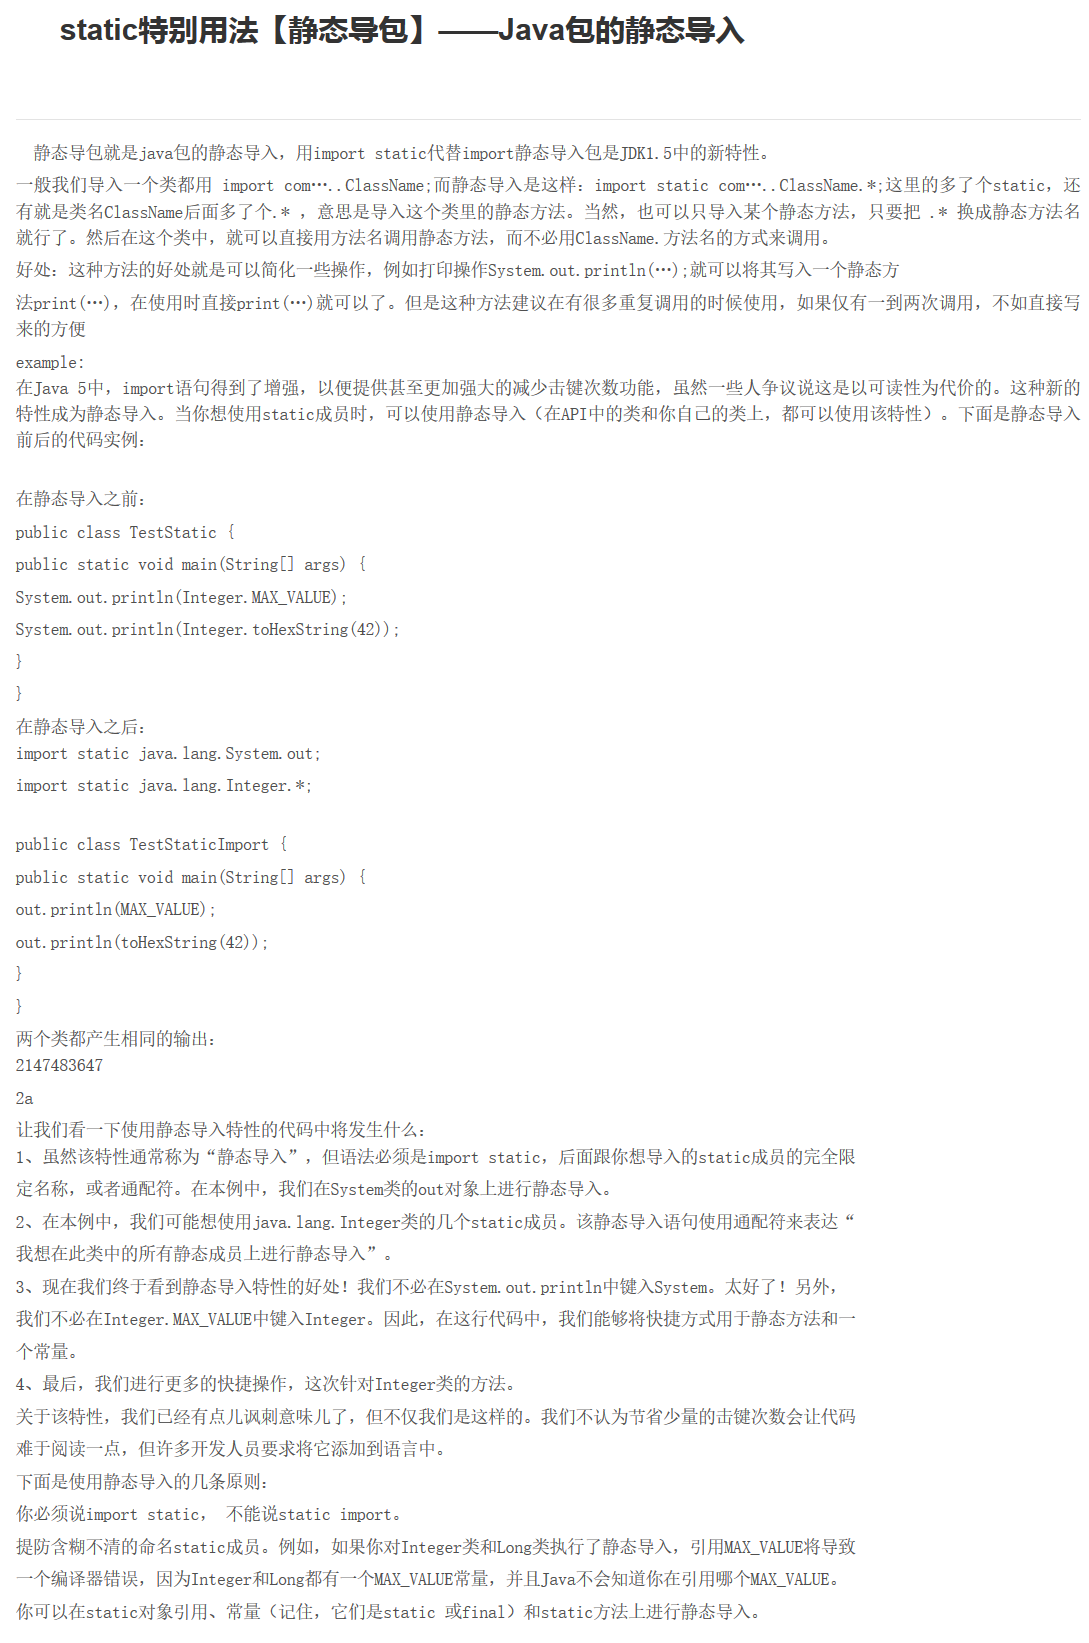 static特别用法【静态导包】——Java包的静态导入
静态导包就是java包的静态导入，用import static代替import静态导入包是JDK1.5中的新特性。
一般我们导入一个类都用 import com…..ClassName;而静态导入是这样：import static com…..ClassName.*;这里的多了个static，还
有就是类名ClassName后面多了个.* ，意思是导入这个类里的静态方法。当然，也可以只导入某个静态方法，只要把 .* 换成静态方法名
就行了。然后在这个类中，就可以直接用方法名调用静态方法，而不必用ClassName.方法名的方式来调用。
好处：这种方法的好处就是可以简化一些操作，例如打印操作System.out.println(…);就可以将其写入一个静态方
法print(…)，在使用时直接print(…)就可以了。但是这种方法建议在有很多重复调用的时候使用，如果仅有一到两次调用，不如直接写
来的方便
example:
在Java 5中，import语句得到了增强，以便提供甚至更加强大的减少击键次数功能，虽然一些人争议说这是以可读性为代价的。这种新的
特性成为静态导入。当你想使用static成员时，可以使用静态导入（在API中的类和你自己的类上，都可以使用该特性）。下面是静态导入
前后的代码实例：
在静态导入之前：
public class TestStatic {
public static void main(String[] args) {
System.out.println(Integer.MAX_VALUE);
System.out.println(Integer.toHexString(42));
}
}
在静态导入之后：
import static java.lang.System.out;
import static java.lang.Integer.*;
public class TestStaticImport {
public static void main(String[] args) {
out.println(MAX_VALUE);
out.println(toHexString(42));
}
}
两个类都产生相同的输出：
2147483647
2a
让我们看一下使用静态导入特性的代码中将发生什么：
1、虽然该特性通常称为“静态导入”，但语法必须是import static，后面跟你想导入的static成员的完全限
定名称，或者通配符。在本例中，我们在System类的out对象上进行静态导入。
2、在本例中，我们可能想使用java.lang.Integer类的几个static成员。该静态导入语句使用通配符来表达“
我想在此类中的所有静态成员上进行静态导入”。
3、现在我们终于看到静态导入特性的好处！我们不必在System.out.println中键入System。太好了！另外，
我们不必在Integer.MAX_VALUE中键入Integer。因此，在这行代码中，我们能够将快捷方式用于静态方法和一
个常量。
4、最后，我们进行更多的快捷操作，这次针对Integer类的方法。
关于该特性，我们已经有点儿讽刺意味儿了，但不仅我们是这样的。我们不认为节省少量的击键次数会让代码
难于阅读一点，但许多开发人员要求将它添加到语言中。
下面是使用静态导入的几条原则：
你必须说import static， 不能说static import。
提防含糊不清的命名static成员。例如，如果你对Integer类和Long类执行了静态导入，引用MAX_VALUE将导致
一个编译器错误，因为Integer和Long都有一个MAX_VALUE常量，并且Java不会知道你在引用哪个MAX_VALUE。
你可以在static对象引用、常量（记住，它们是static 或final）和static方法上进行静态导入。